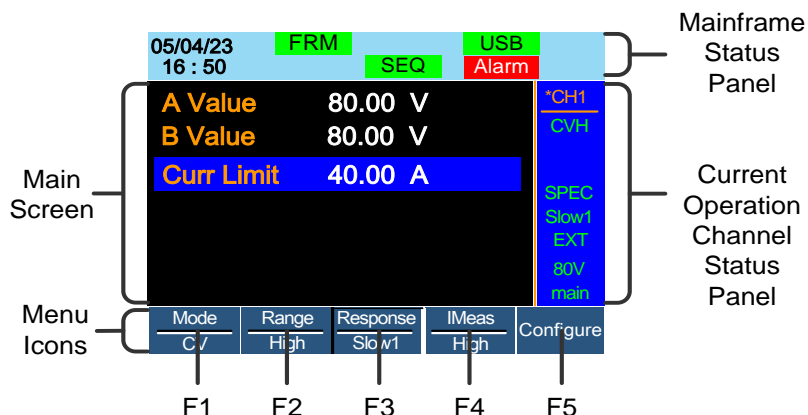 05/04/23
16 : 50
FRM
SEQ
USB
Alarm
Mainframe
Status
Panel
Main
Screen
A Value 80.00 V
B Value 80.00 V
Curr Limit 40.00 A
*CH1
CVH
SPEC
Slow1
EXT
80V
main
Current
Operation
Channel
Status
Panel
Menu
Icons
Mode
CV
Range
High
Response
Slow1
IMeas
High
Configure
F1 F2 F3 F4 F5